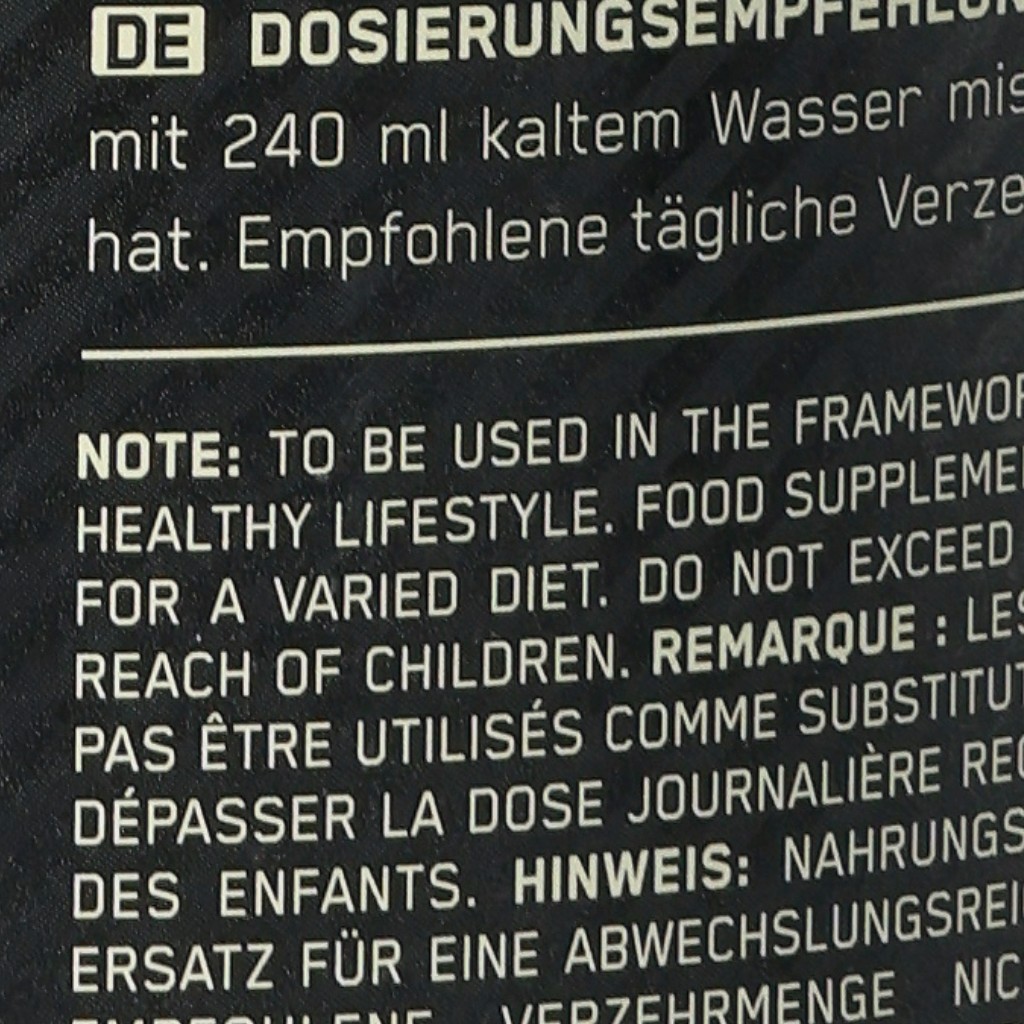 DE DOSIERUNGSEMPFEHLUN
mit 240 ml kaltem Wasser mis
hat. Empfohlene tägliche Verze
NOTE: TO BE USED IN THE FRAMEWOR
HEALTHY LIFESTYLE. FOOD SUPPLEME
FOR A VARIED DIET. DO NOT EXCEED
REACH OF CHILDREN. REMARQUE : LES
PAS ÊTRE UTILISÉS COMME SUBSTITUT
DÉPASSER LA DOSE JOURNALIÈRE REC
DES ENFANTS. HINWEIS: NAHRUNGS
ERSATZ FÜR EINE ABWECHSLUNGSREI
EMPFOHLENE VERZEHRMENGE NIC